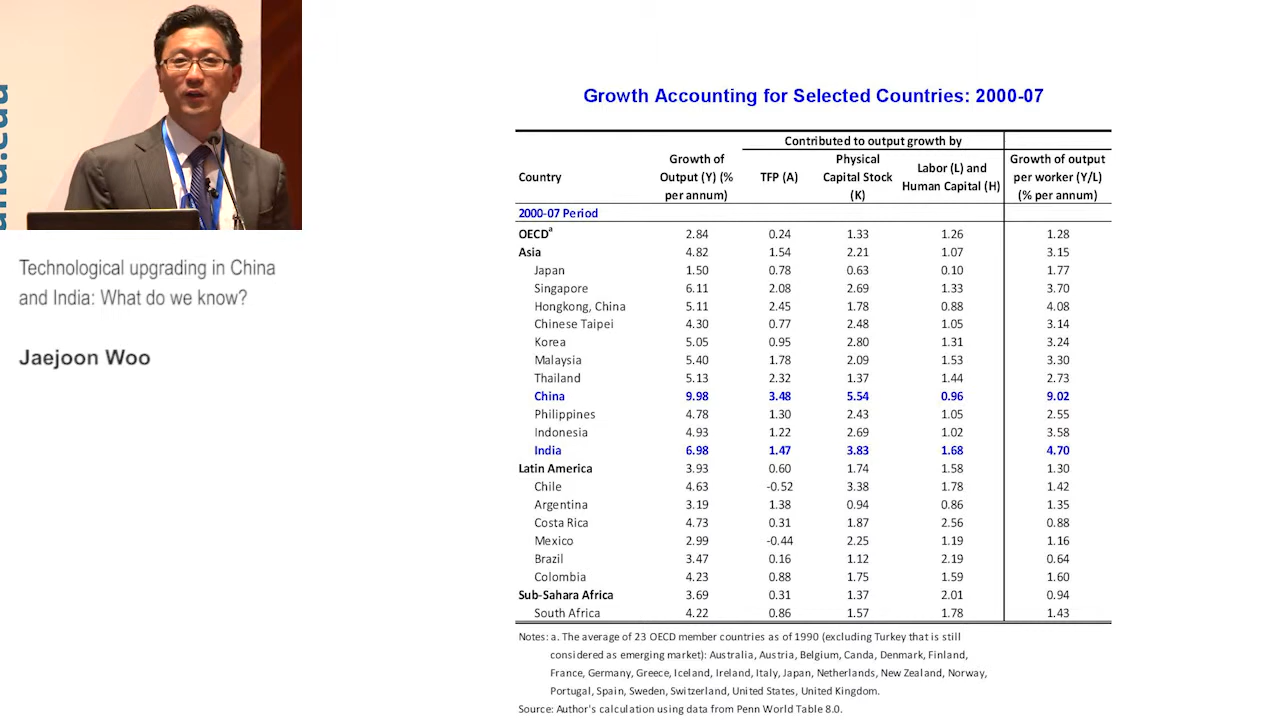 Technological upgrading in China
and India: What do we know?
Jaejoon Woo
Growth Accounting for Selected Countries: 2000-07
Contributed to output growth by
Country Growth of Output (Y) (% per annum) TFP (A) Physical Capital Stock (K) Labor (L) and Human Capital (H) Growth of output per worker (Y/L) (% per annum)
2000-07 Period
OECDa 2.84 0.24 1.33 1.26 1.28
Asia 4.82 1.54 2.21 1.07 3.15
Japan 1.50 0.78 0.63 0.10 1.77
Singapore 6.11 2.08 2.69 1.33 3.70
Hongkong, China 5.11 2.45 1.78 0.88 4.08
Chinese Taipei 4.30 0.77 2.48 1.05 3.14
Korea 5.05 0.95 2.80 1.31 3.24
Malaysia 5.40 1.78 2.09 1.53 3.30
Thailand 5.13 2.32 1.37 1.44 2.73
China 9.98 3.48 5.54 0.96 9.02
Philippines 4.78 1.30 2.43 1.05 2.55
Indonesia 4.93 1.22 2.69 1.02 3.58
India 6.98 1.47 3.83 1.68 4.70
Latin America 3.93 0.60 1.74 1.58 1.30
Chile 4.63 -0.52 3.38 1.78 1.42
Argentina 3.19 1.38 0.94 0.86 1.35
Costa Rica 4.73 0.31 1.87 2.56 0.88
Mexico 2.99 -0.44 2.25 1.19 1.16
Brazil 3.47 0.16 1.12 2.19 0.64
Colombia 4.23 0.88 1.75 1.59 1.60
Sub-Sahara Africa 3.69 0.31 1.37 2.01 0.94
South Africa 4.22 0.86 1.57 1.78 1.43
Notes: a. The average of 23 OECD member countries as of 1990 (excluding Turkey that is still
considered as emerging market): Australia, Austria, Belgium, Canda, Denmark, Finland,
France, Germany, Greece, Iceland, Ireland, Italy, Japan, Netherlands, New Zealand, Norway,
Portugal, Spain, Sweden, Switzerland, United States, United Kingdom.
Source: Author's calculation using data from Penn World Table 8.0.